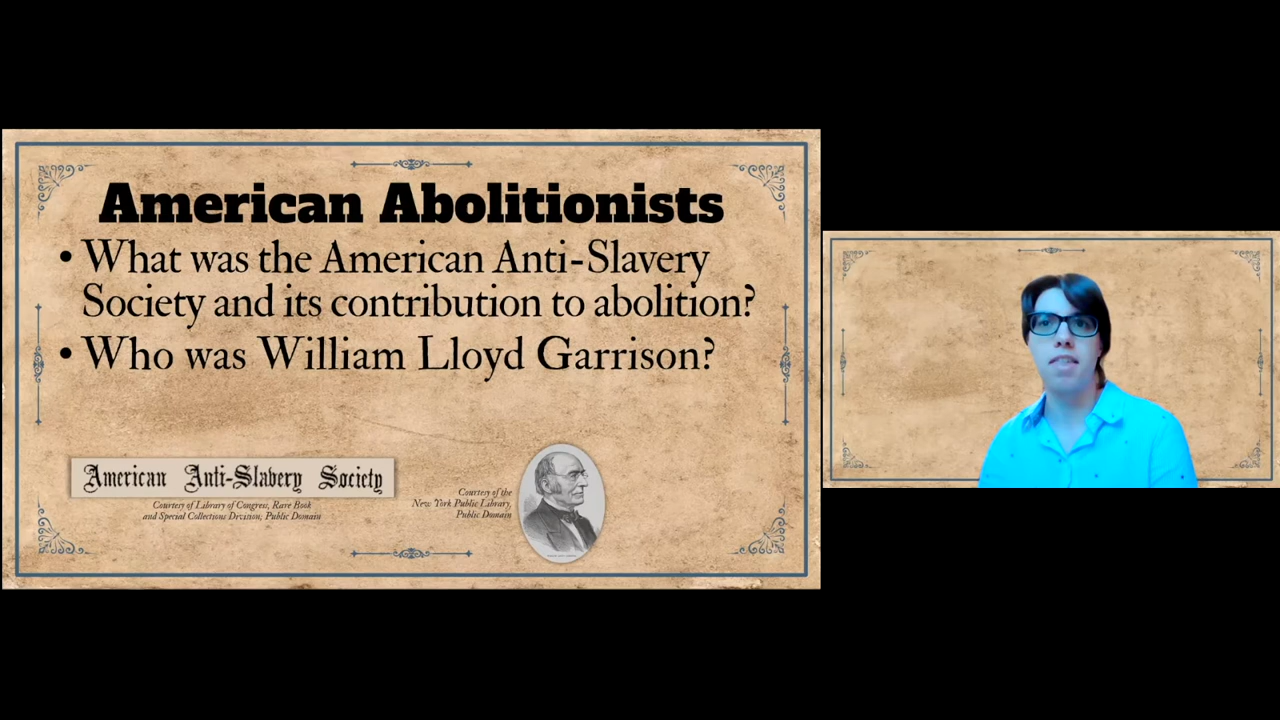 American Abolitionists
• What was the American Anti-Slavery
Society and its contribution to abolition?
• Who was William Lloyd Garrison?
American Anti-Slavery Society
Courtesy of Library of Congress, Rare Book
and Special Collections Division, Public Domain
Courtesy of the
New York Public Library,
Public Domain